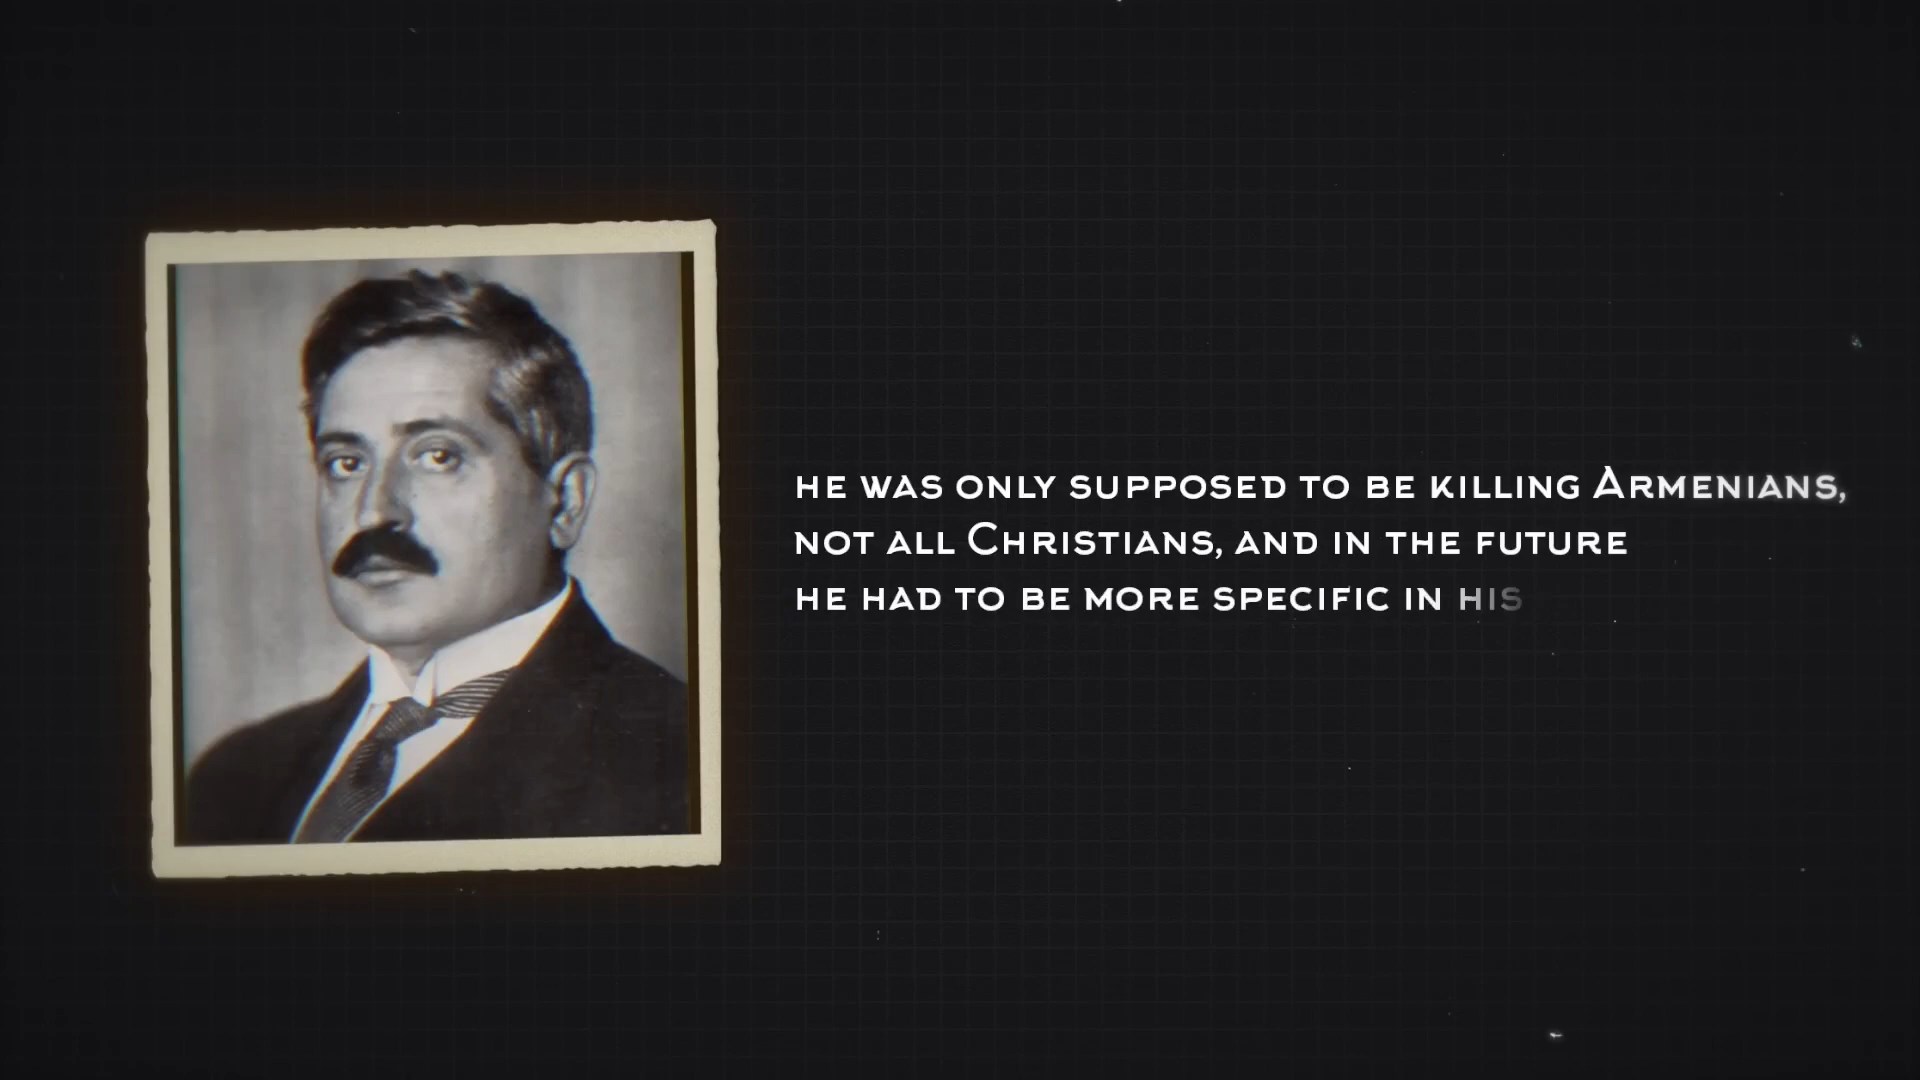 he was only supposed to be killing Armenians,
not all Christians, and in the future
he had to be more specific in his